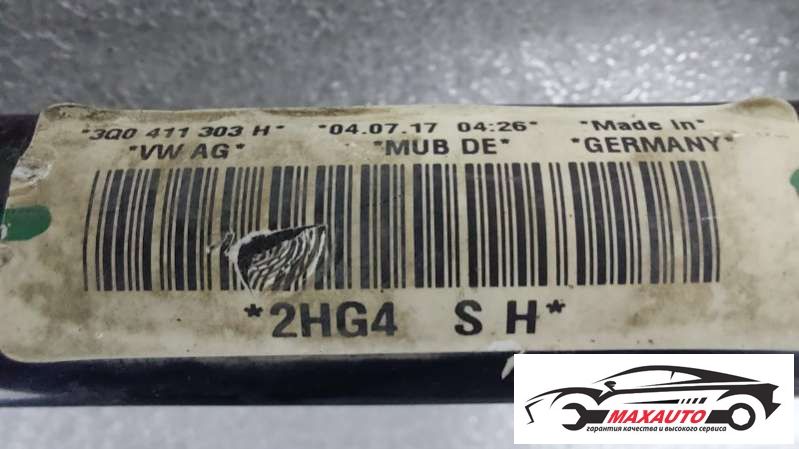 *3Q0 411 303 H* *04.07.17 04:26* *Made In*
*VW AG* *MUB DE* *GERMANY*
*2HG4 S H*
MAXAUTO
гарантия качества и высокого сервиса